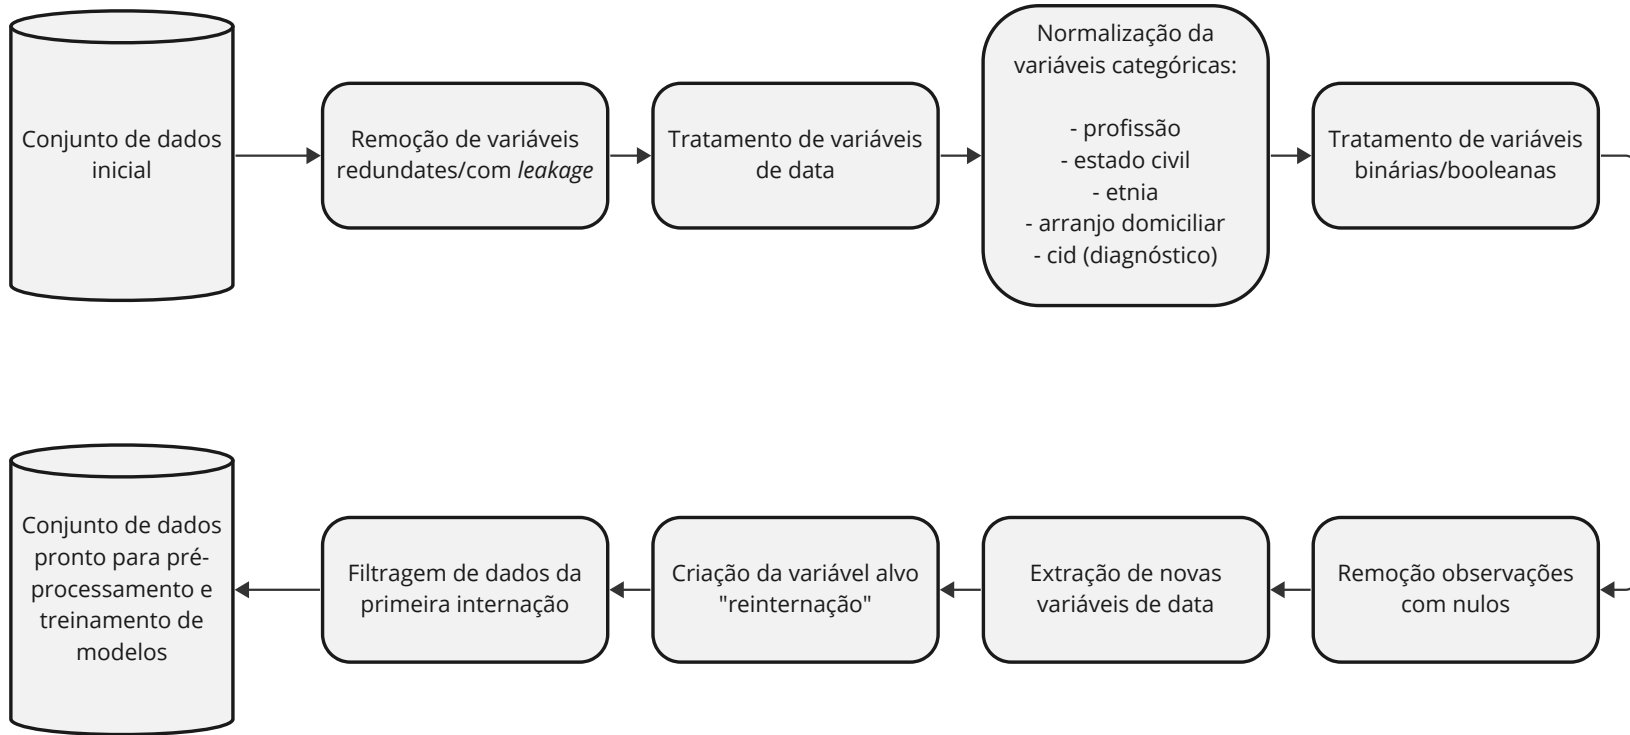 Conjunto de dados
inicial
Remoção de variáveis
redundates/com leakage
Tratamento de variáveis
de data
Normalização da
variáveis categóricas:
- profissão
- estado civil
- etnia
- arranjo domiciliar
- cid (diagnóstico)
Tratamento de variáveis
binárias/booleanas
Remoção observações
com nulos
Extração de novas
variáveis de data
Criação da variável alvo
"reinternação"
Filtragem de dados da
primeira internação
Conjunto de dados
pronto para pré-
processamento e
treinamento de
modelos